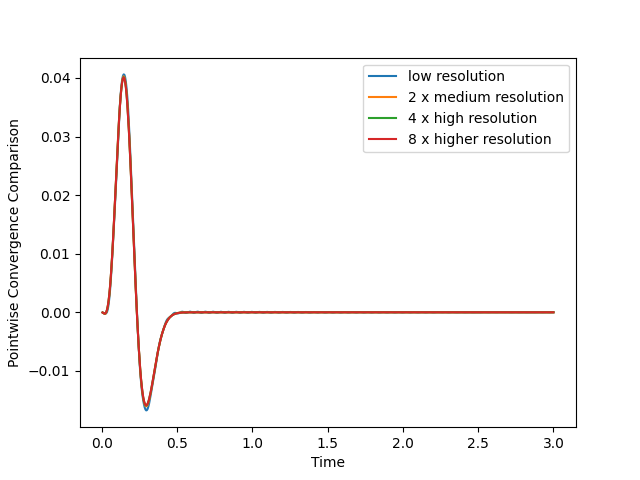 low resolution
2 x medium resolution
4 x high resolution
8 x higher resolution
Pointwise Convergence Comparison
0.04
0.03
0.02
0.01
0.00
−0.01
0.0 0.5 1.0 1.5 2.0 2.5 3.0
Time